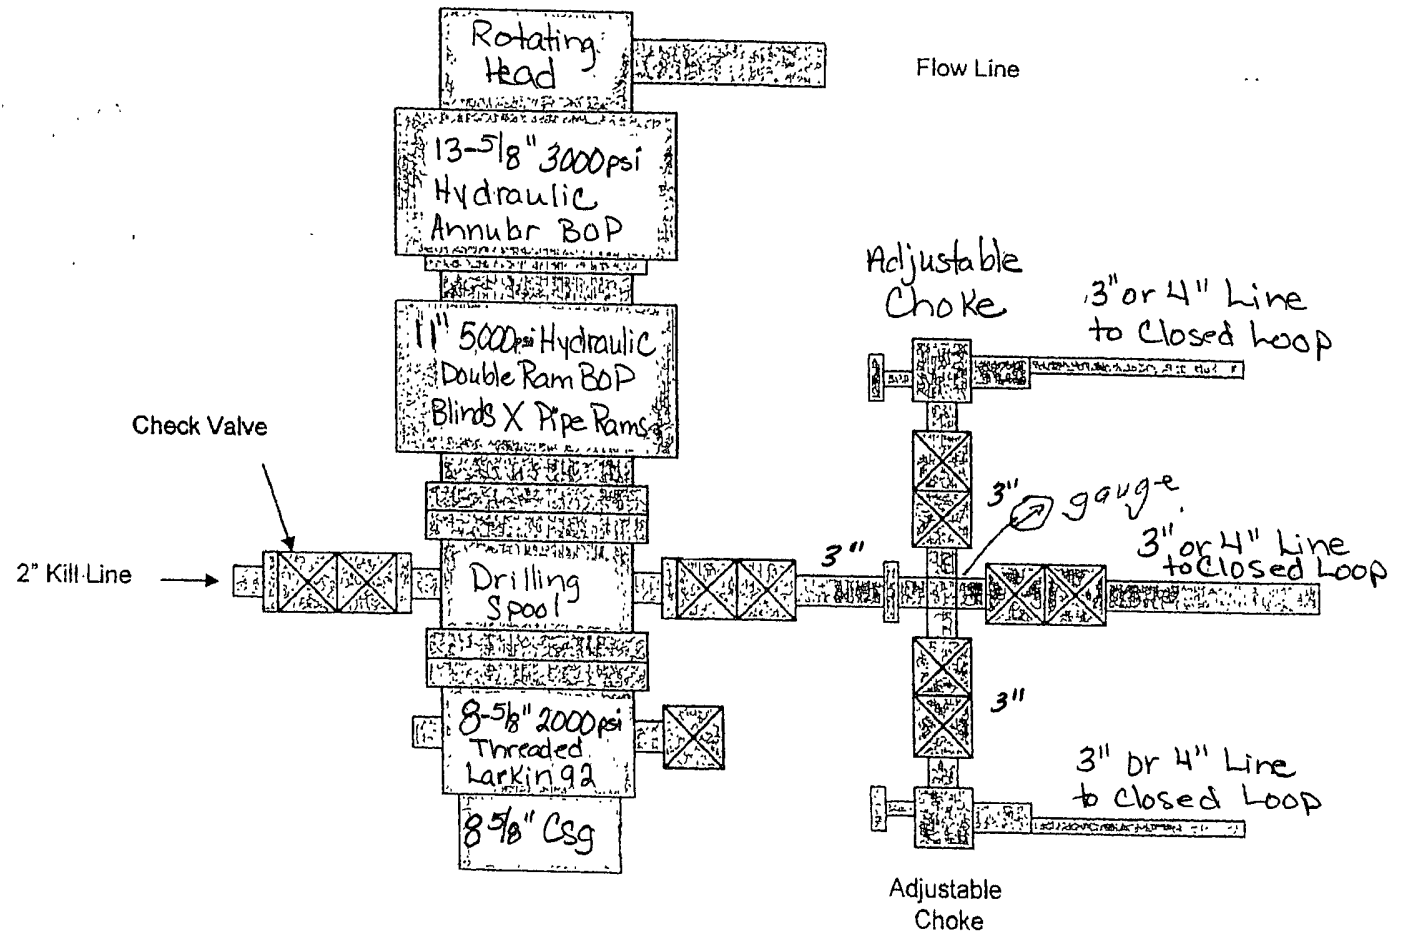 Rotating
Head
Flow Line
13-5/8" 3000psi
Hydraulic
Annular BOP
Adjustable
Choke
3" or 4" Line
to Closed Loop
11" 5000psi Hydraulic
Double Ram BOP
Blinds X Pipe Rams
Check Valve
3"
gauge
3"
3" or 4" Line
to Closed Loop
2" Kill Line
Drilling
Spool
3"
8-5/8" 2000psi
Threaded
Larkin 92
3" or 4" Line
to Closed Loop
8 5/8" Csg
Adjustable
Choke